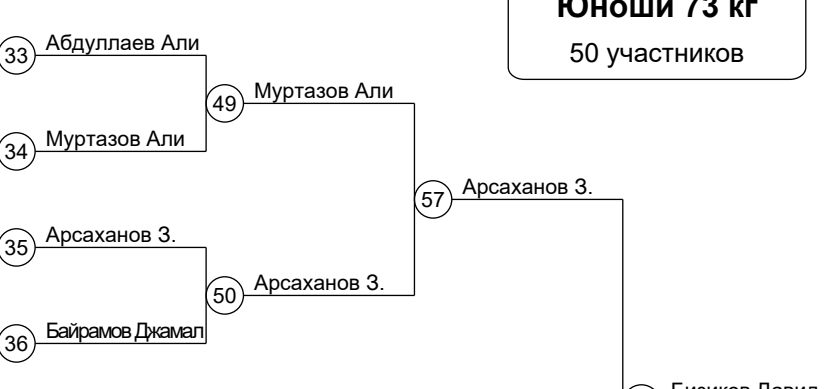 Юноши 73 кг
50 участников
33 Абдуллаев Али
49 Муртазов Али
34 Муртазов Али
57 Арсаханов З.
35 Арсаханов З.
50 Арсаханов З.
36 Байрамов Джамал